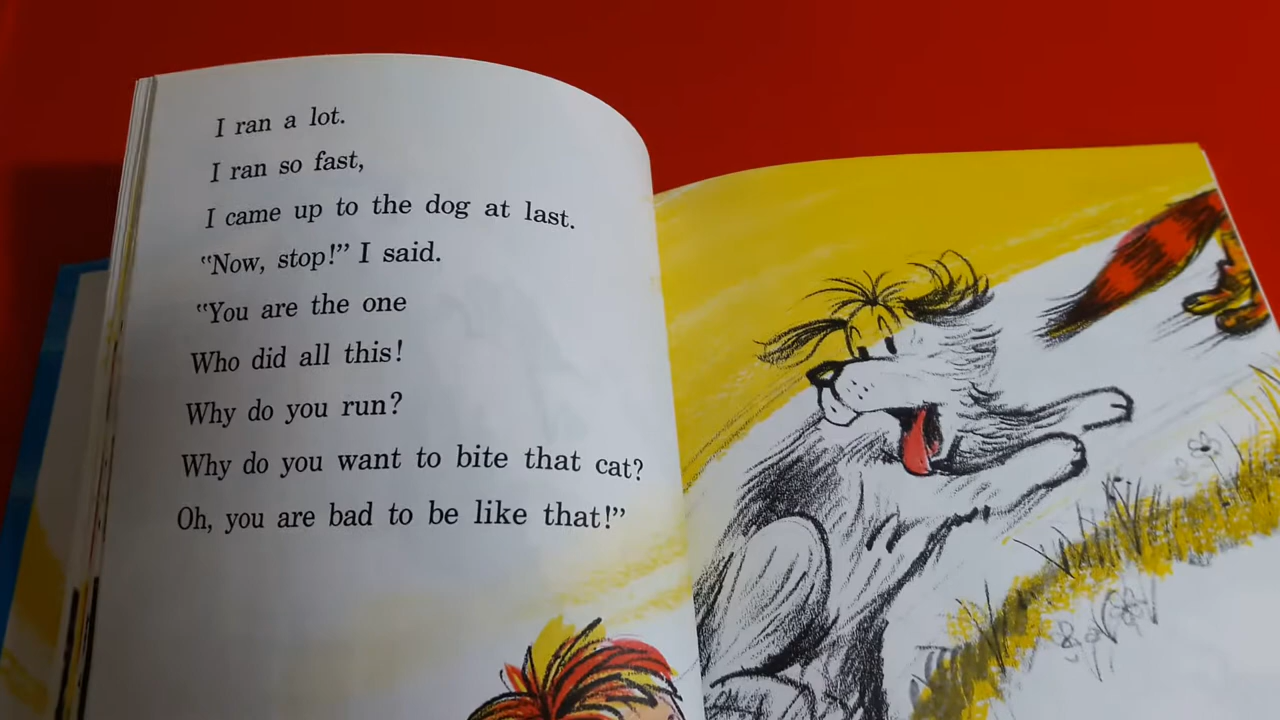 I ran a lot.
I ran so fast,
I came up to the dog at last.
“Now, stop!” I said.
“You are the one
Who did all this!
Why do you run?
Why do you want to bite that cat?
Oh, you are bad to be like that!”